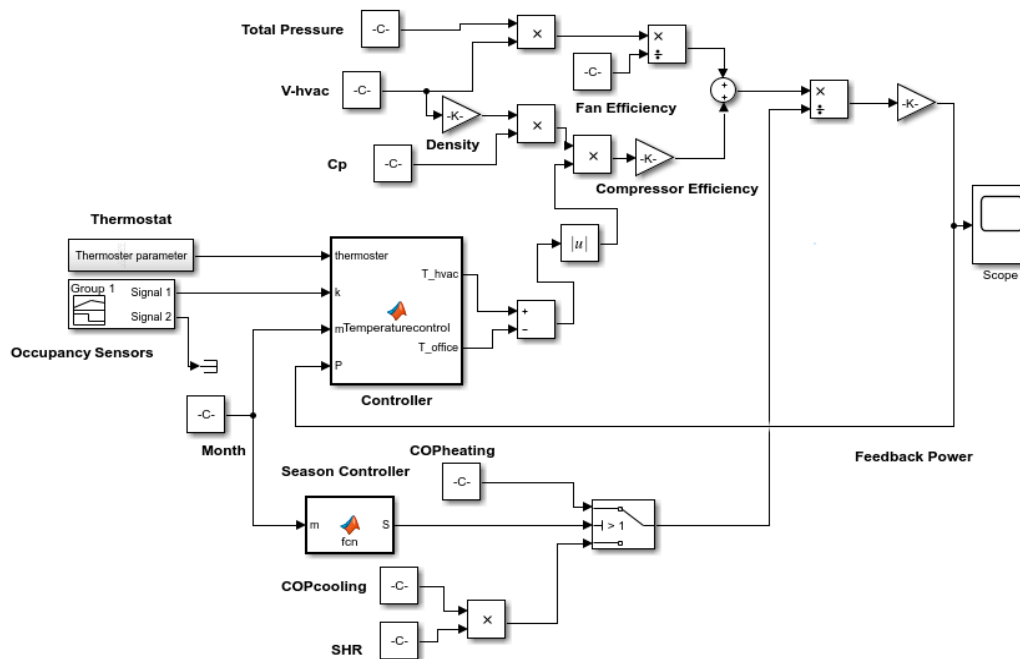 Total Pressure
-C-
×
×
÷
-C-
Fan Efficiency
V-hvac
-C-
-K-
Density
×
+
+
×
÷
-K-
Cp
-C-
×
-K-
Compressor Efficiency
Thermostat
Thermoster parameter
Group 1
Signal 1
Signal 2
Occupancy Sensors
thermoster
k
m
P
Temperaturecontrol
T_hvac
T_office
Controller
+
−
|u|
Scope
-C-
Month
Feedback Power
COPheating
-C-
Season Controller
m
S
fcn
> 1
COPcooling
-C-
×
SHR
-C-